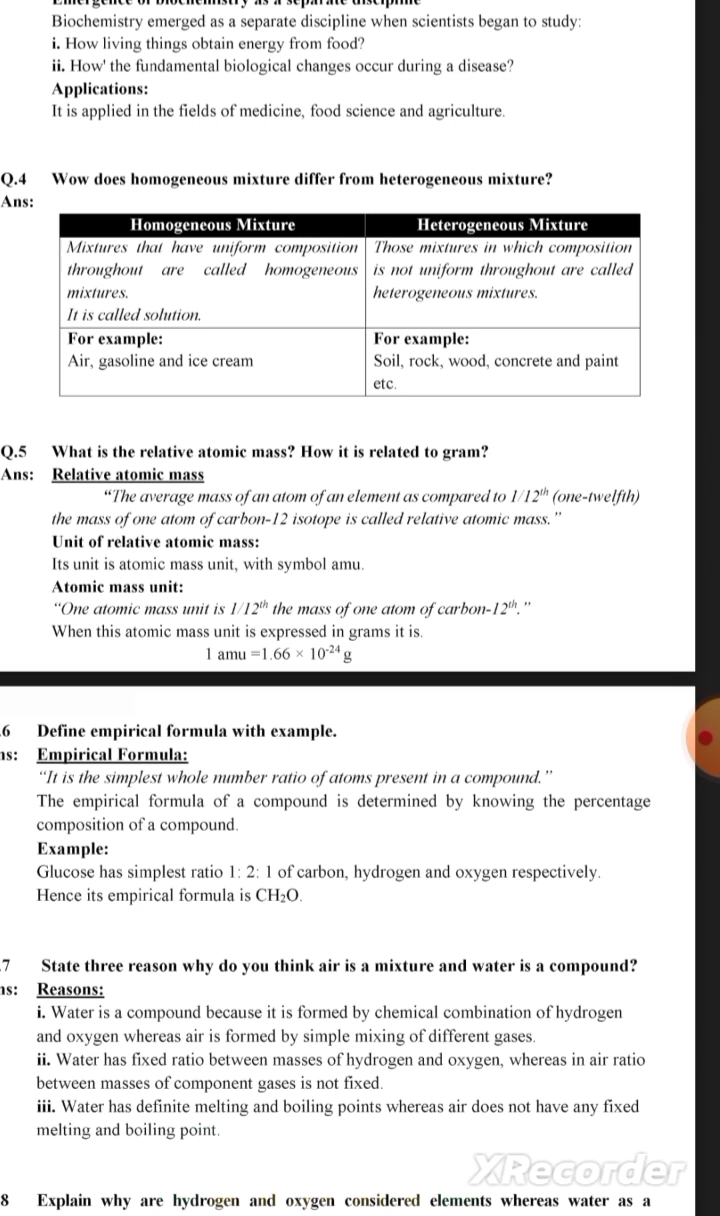 Emergence of Biochemistry as a separate discipline
Biochemistry emerged as a separate discipline when scientists began to study:
i. How living things obtain energy from food?
ii. How' the fundamental biological changes occur during a disease?
Applications:
It is applied in the fields of medicine, food science and agriculture.
Q.4 Wow does homogeneous mixture differ from heterogeneous mixture?
Ans:
Homogeneous Mixture Heterogeneous Mixture
Mixtures that have uniform composition Those mixtures in which composition
throughout are called homogeneous is not uniform throughout are called
mixtures. heterogeneous mixtures.
It is called solution.
For example: For example:
Air, gasoline and ice cream Soil, rock, wood, concrete and paint
etc.
Q.5 What is the relative atomic mass? How it is related to gram?
Ans: Relative atomic mass
“The average mass of an atom of an element as compared to 1/12th (one-twelfth)
the mass of one atom of carbon-12 isotope is called relative atomic mass.”
Unit of relative atomic mass:
Its unit is atomic mass unit, with symbol amu.
Atomic mass unit:
“One atomic mass unit is 1/12th the mass of one atom of carbon-12th.”
When this atomic mass unit is expressed in grams it is.
1 amu =1.66 × 10-24 g
.6 Define empirical formula with example.
ns: Empirical Formula:
“It is the simplest whole number ratio of atoms present in a compound.”
The empirical formula of a compound is determined by knowing the percentage
composition of a compound.
Example:
Glucose has simplest ratio 1: 2: 1 of carbon, hydrogen and oxygen respectively.
Hence its empirical formula is CH₂O.
.7 State three reason why do you think air is a mixture and water is a compound?
ns: Reasons:
i. Water is a compound because it is formed by chemical combination of hydrogen
and oxygen whereas air is formed by simple mixing of different gases.
ii. Water has fixed ratio between masses of hydrogen and oxygen, whereas in air ratio
between masses of component gases is not fixed.
iii. Water has definite melting and boiling points whereas air does not have any fixed
melting and boiling point.
XRecorder
8 Explain why are hydrogen and oxygen considered elements whereas water as a